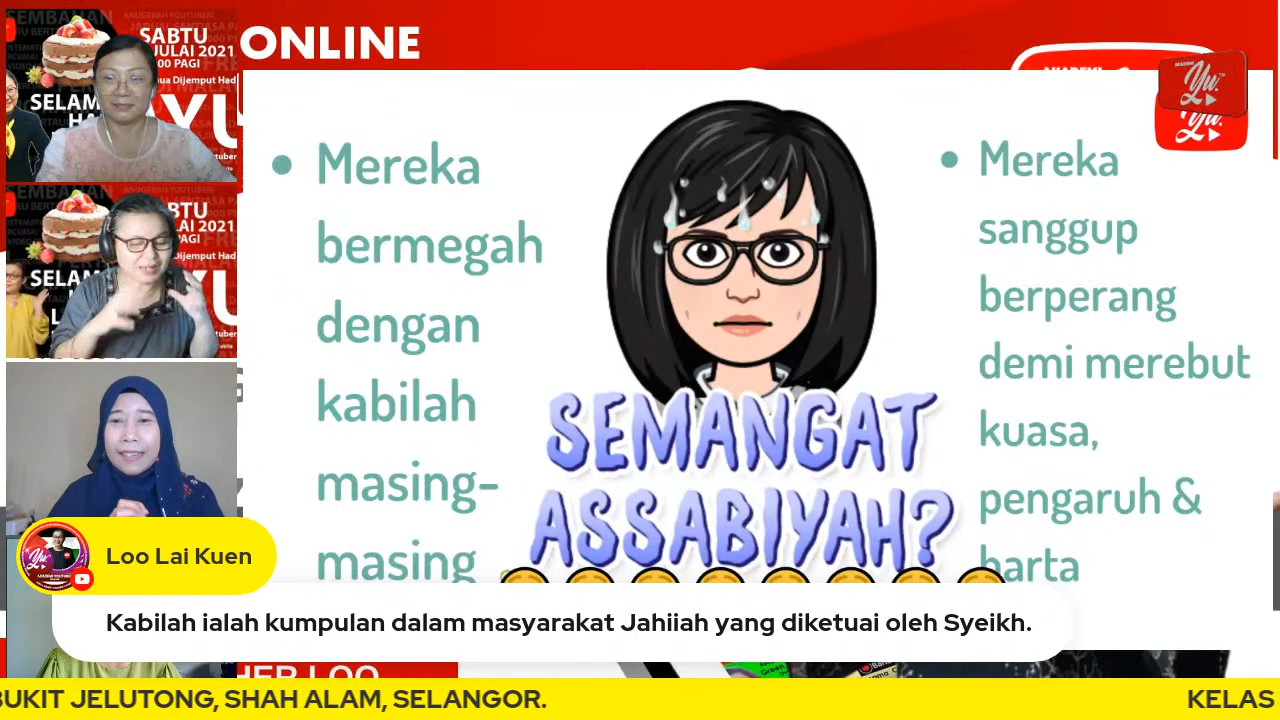 ONLINE
SABTU
JULAI 2021
SABTU
• Mereka
bermegah
dengan
kabilah
masing-
masing
SEMANGAT
ASSABIYAH?
• Mereka
sanggup
berperang
demi merebut
kuasa,
pengaruh &
harta
Loo Lai Kuen
Kabilah ialah kumpulan dalam masyarakat Jahiiah yang diketuai oleh Syeikh.
BUKIT JELUTONG, SHAH ALAM, SELANGOR.
KELAS